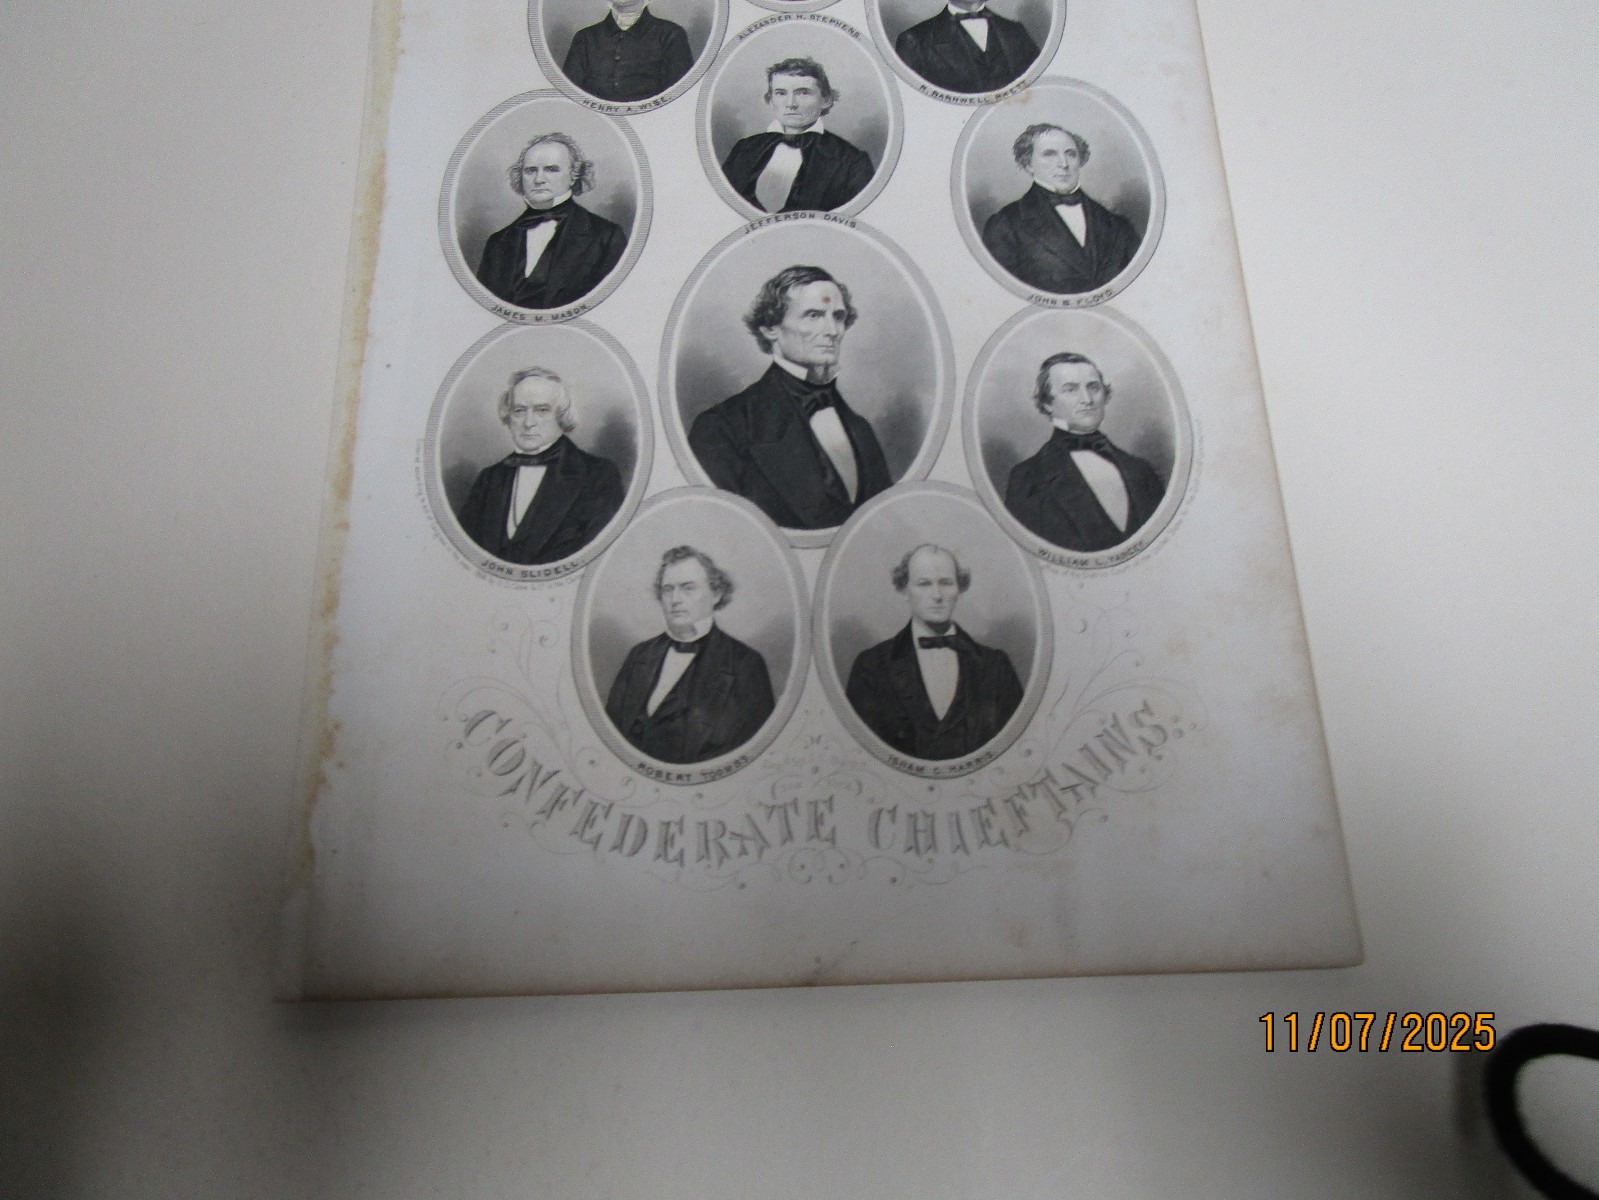 ALEXANDER H. STEPHENS.
HENRY A. WISE.
R. BARNWELL RHETT
JEFFERSON DAVIS
JAMES M. MASON.
JOHN B. FLOYD.
JOHN SLIDELL.
WILLIAM L. YANCEY.
ROBERT TOOMBS.
ISHAM G. HARRIS.
CONFEDERATE CHIEFTAINS.
11/07/2025